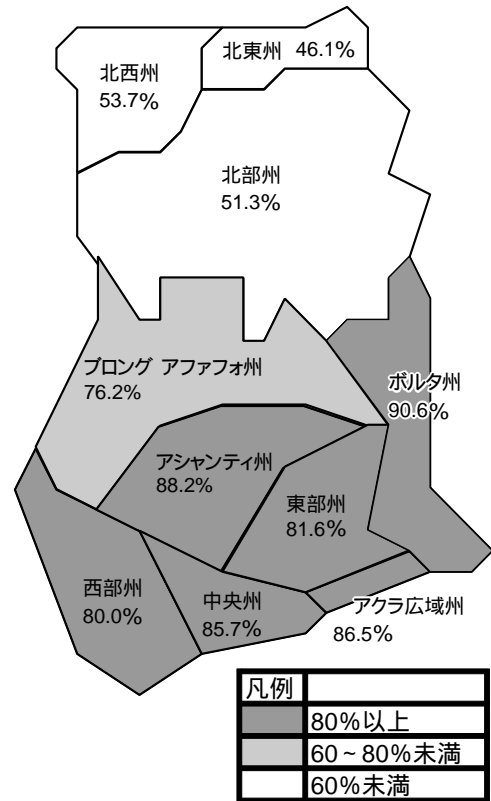 北東州 46.1%
北西州
53.7%
北部州
51.3%
ブロング アファフォ州
76.2%
ボルタ州
90.6%
アシャンティ州
88.2%
東部州
81.6%
西部州
80.0%
中央州
85.7%
アクラ広域州
86.5%
凡例
80%以上
60~80%未満
60%未満